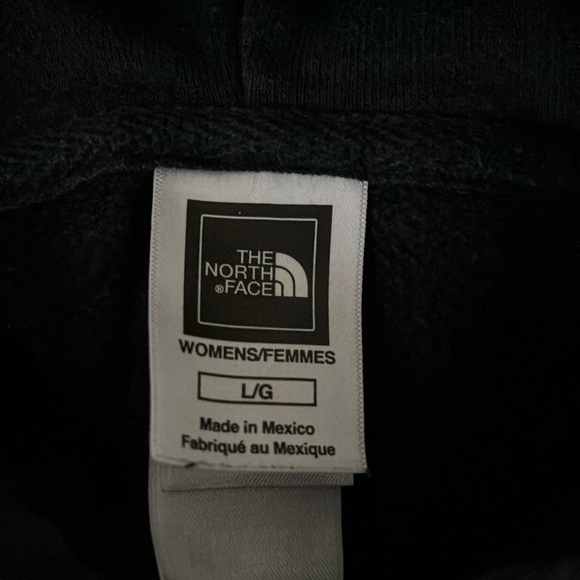 THE
NORTH
®FACE
WOMENS/FEMMES
L/G
Made in Mexico
Fabriqué au Mexique